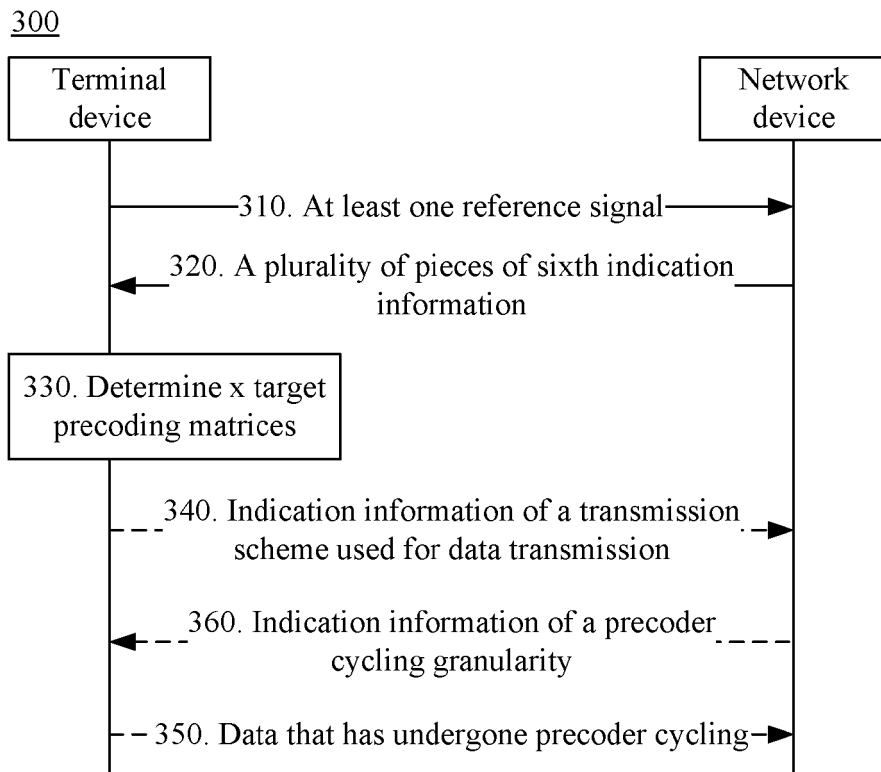 300
Terminal
device
Network
device
310. At least one reference signal
320. A plurality of pieces of sixth indication
information
330. Determine x target
precoding matrices
340. Indication information of a transmission
scheme used for data transmission
360. Indication information of a precoder
cycling granularity
350. Data that has undergone precoder cycling